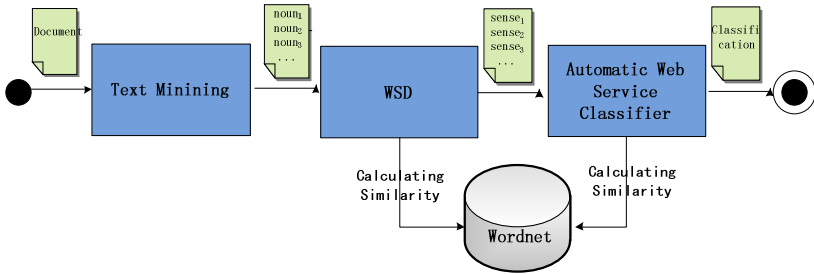 Document
Text Minining
noun₁
noun₂
noun₃
...
WSD
sense₁
sense₂
sense₃
...
Automatic Web
Service
Classifier
Classifi
cation
Calculating
Similarity
Calculating
Similarity
Wordnet